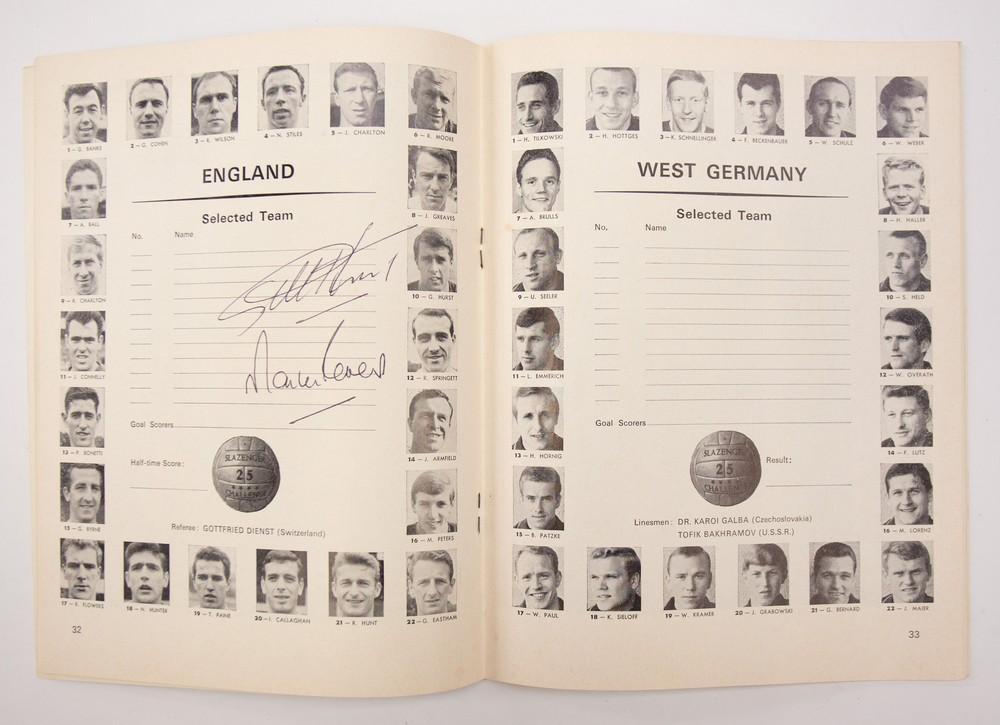 1 — G. BANKS
2 — G. COHEN
3 — R. WILSON
4 — N. STILES
5 — J. CHARLTON
6 — R. MOORE
ENGLAND
Selected Team
No. Name
7 — A. BALL
8 — J. GREAVES
9 — R. CHARLTON
10 — G. HURST
11 — J. CONNELLY
12 — R. SPRINGETT
13 — P. BONETTI
14 — J. ARMFIELD
15 — G. BYRNE
16 — M. PETERS
Goal Scorers
Half-time Score:
SLAZENGER
25
CHALLENGE
Referee: GOTTFRIED DIENST (Switzerland)
17 — R. FLOWERS
18 — N. HUNTER
19 — T. PAINE
20 — I. CALLAGHAN
21 — R. HUNT
22 — G. EASTHAM
32
1 — H. TILKOWSKI
2 — H. HOTTGES
3 — K. SCHNELLINGER
4 — F. BECKENBAUER
5 — W. SCHULZ
6 — W. WEBER
WEST GERMANY
Selected Team
No. Name
7 — A. BRULLS
8 — H. HALLER
9 — U. SEELER
10 — S. HELD
11 — L. EMMERICH
12 — W. OVERATH
13 — H. HORNIG
14 — F. LUTZ
15 — B. PATZKE
16 — M. LORENZ
Goal Scorers
SLAZENGER
25
CHALLENGE
Result:
Linesmen: DR. KAROI GALBA (Czechoslovakia)
TOFIK BAKHRAMOV (U.S.S.R.)
17 — W. PAUL
18 — K. SIELOFF
19 — W. KRAMER
20 — J. GRABOWSKI
21 — G. BERNARD
22 — J. MAIER
33